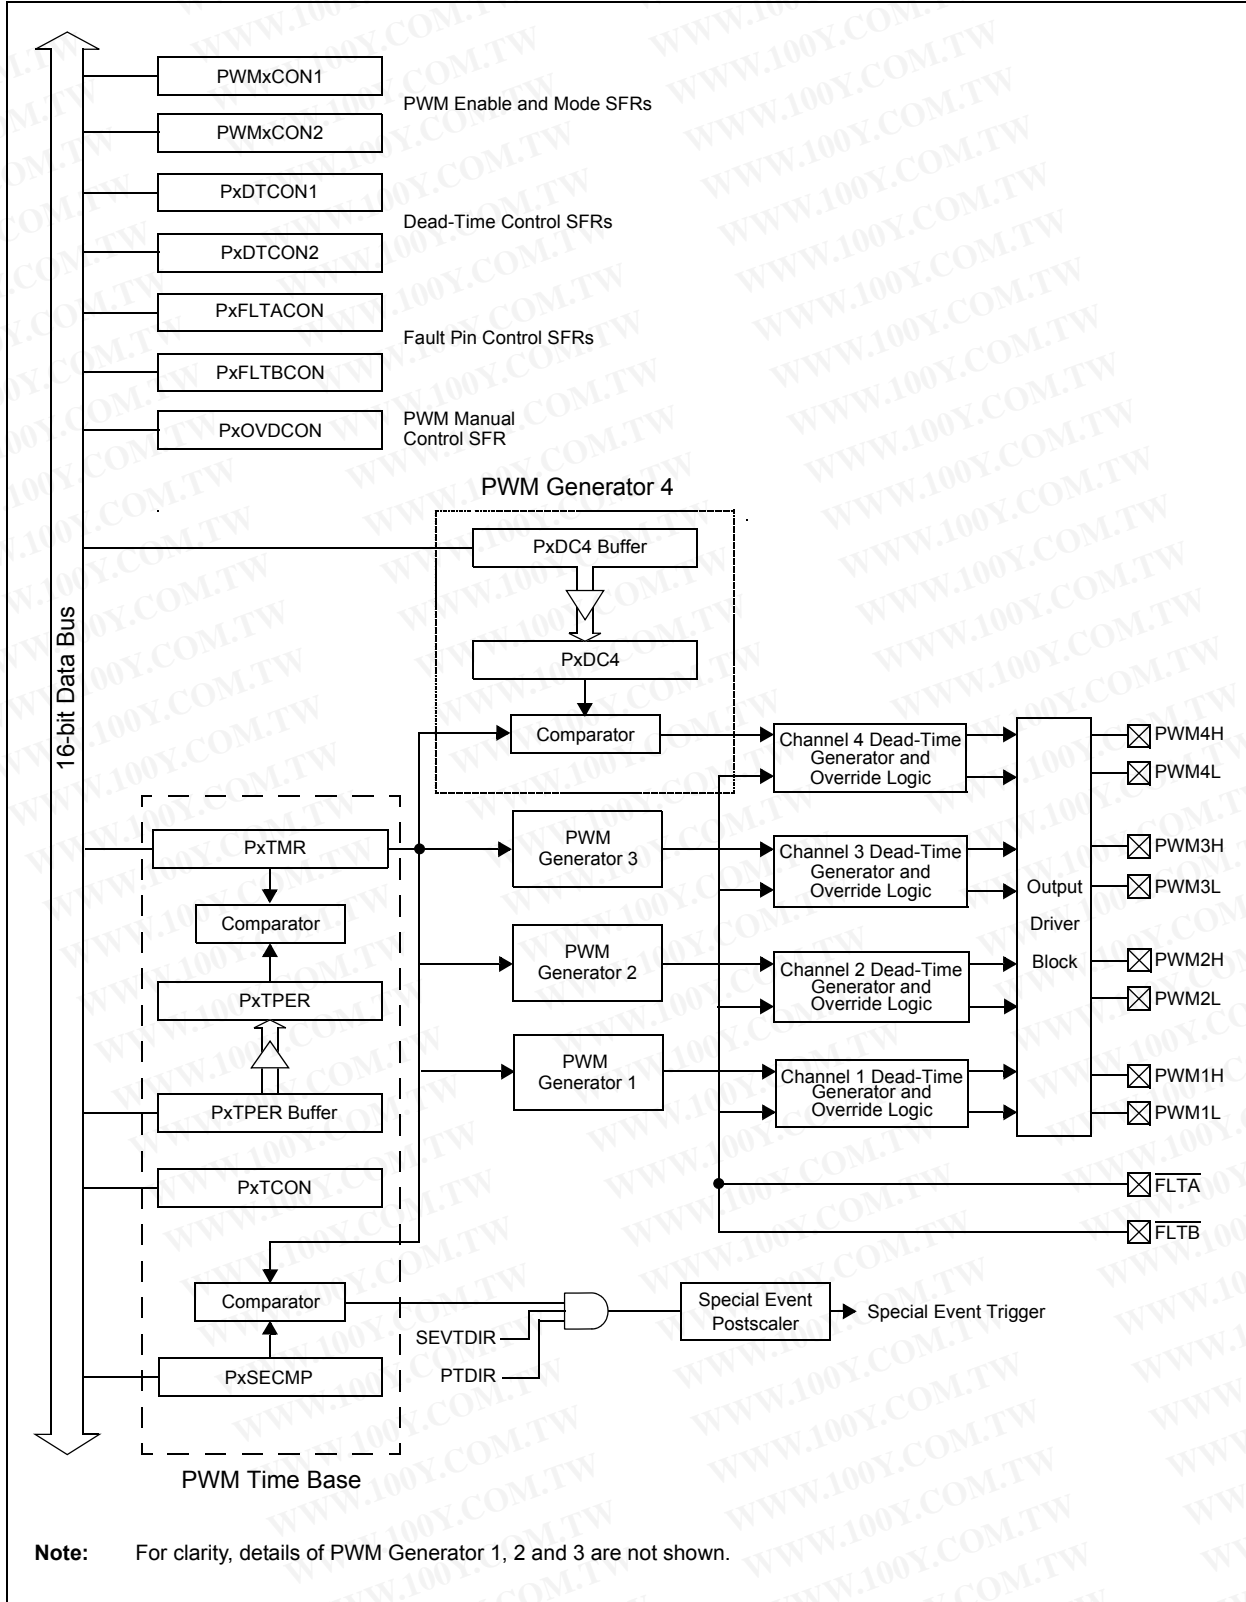 PWMxCON1
PWM Enable and Mode SFRs
PWMxCON2
PxDTCON1
Dead-Time Control SFRs
PxDTCON2
PxFLTACON
Fault Pin Control SFRs
PxFLTBCON
PxOVDCON
PWM Manual
Control SFR
PWM Generator 4
PxDC4 Buffer
PxDC4
Comparator
16-bit Data Bus
Channel 4 Dead-Time
Generator and
Override Logic
PWM4H
PWM4L
PxTMR
PWM
Generator 3
Channel 3 Dead-Time
Generator and
Override Logic
PWM3H
PWM3L
Comparator
Output
Driver
Block
PxTPER
PWM
Generator 2
Channel 2 Dead-Time
Generator and
Override Logic
PWM2H
PWM2L
PxTPER Buffer
PWM
Generator 1
Channel 1 Dead-Time
Generator and
Override Logic
PWM1H
PWM1L
PxTCON
FLTA
FLTB
Comparator
SEVTDIR
PTDIR
Special Event
Postscaler
Special Event Trigger
PxSECMP
PWM Time Base
Note: For clarity, details of PWM Generator 1, 2 and 3 are not shown.
WWW.100Y.COM.TW